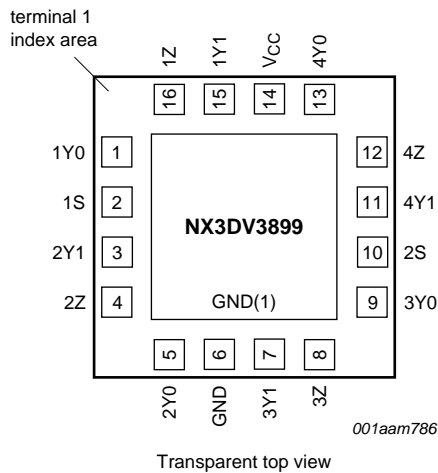 terminal 1
index area
1Z
1Y1
VCC
4Y0
16
15
14
13
1Y0
1
12
4Z
1S
2
11
4Y1
2Y1
3
10
2S
2Z
4
9
3Y0
NX3DV3899
GND(1)
5
6
7
8
2Y0
GND
3Y1
3Z
001aam786
Transparent top view